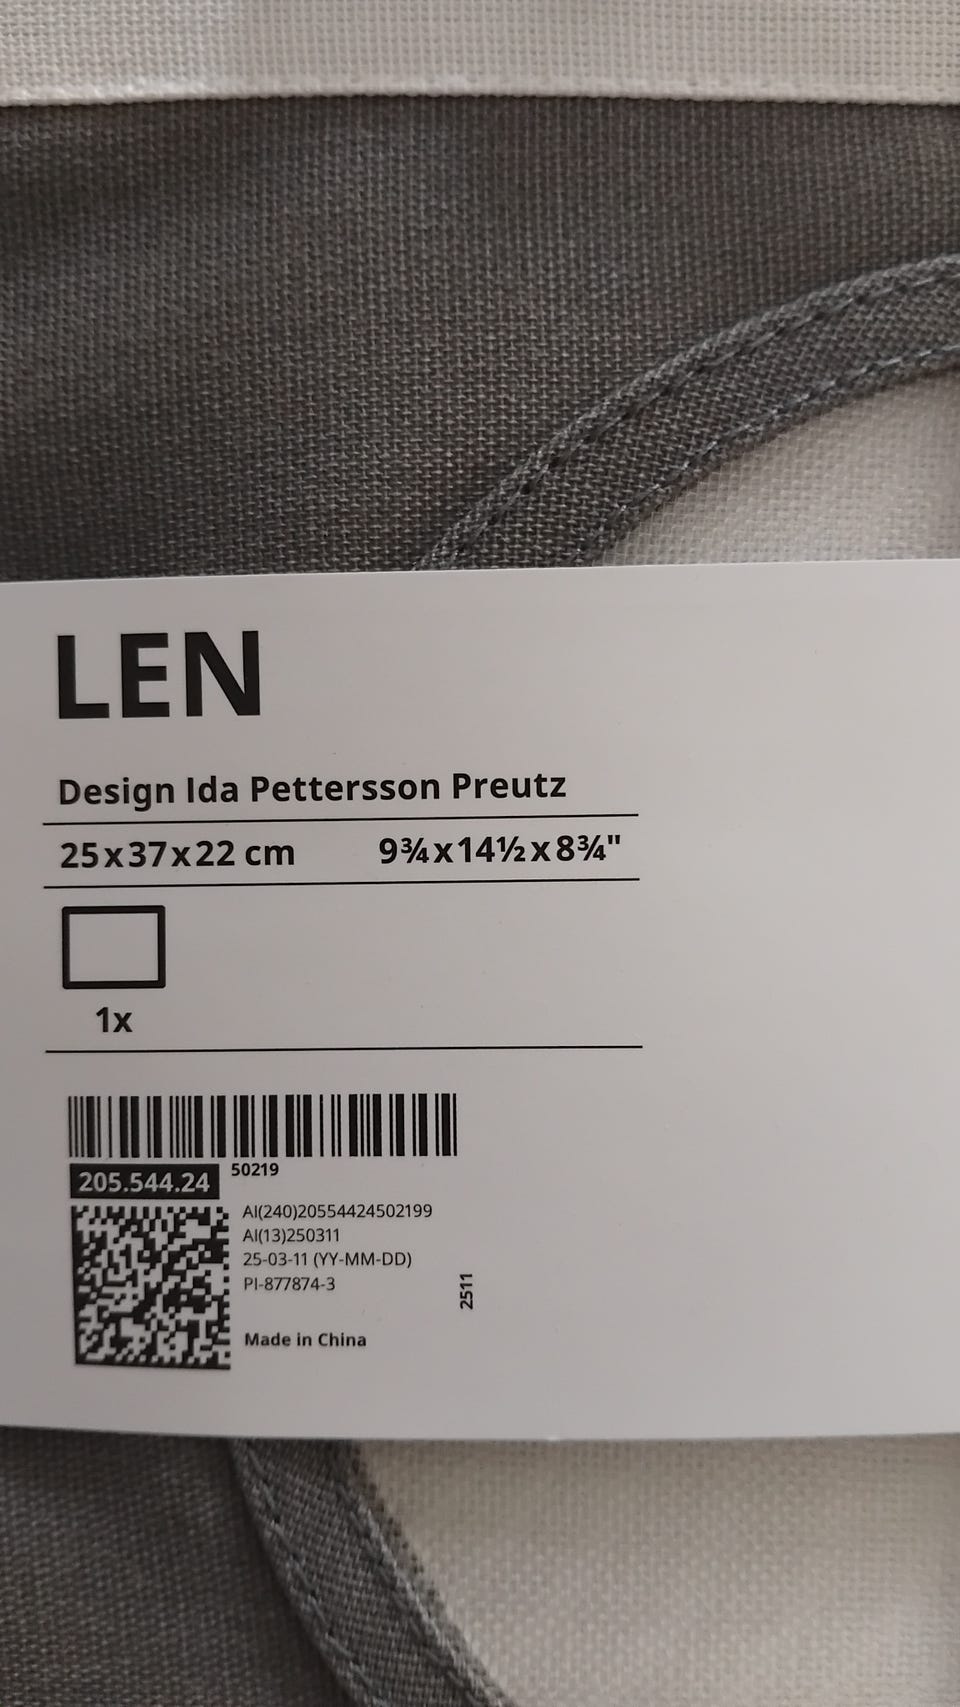 LEN
Design Ida Pettersson Preutz
25x37x22 cm 9¾x14½x8¾"
1x
205.544.24 50219
AI(240)20554424502199
AI(13)250311
25-03-11 (YY-MM-DD)
PI-877874-3
2511
Made in China